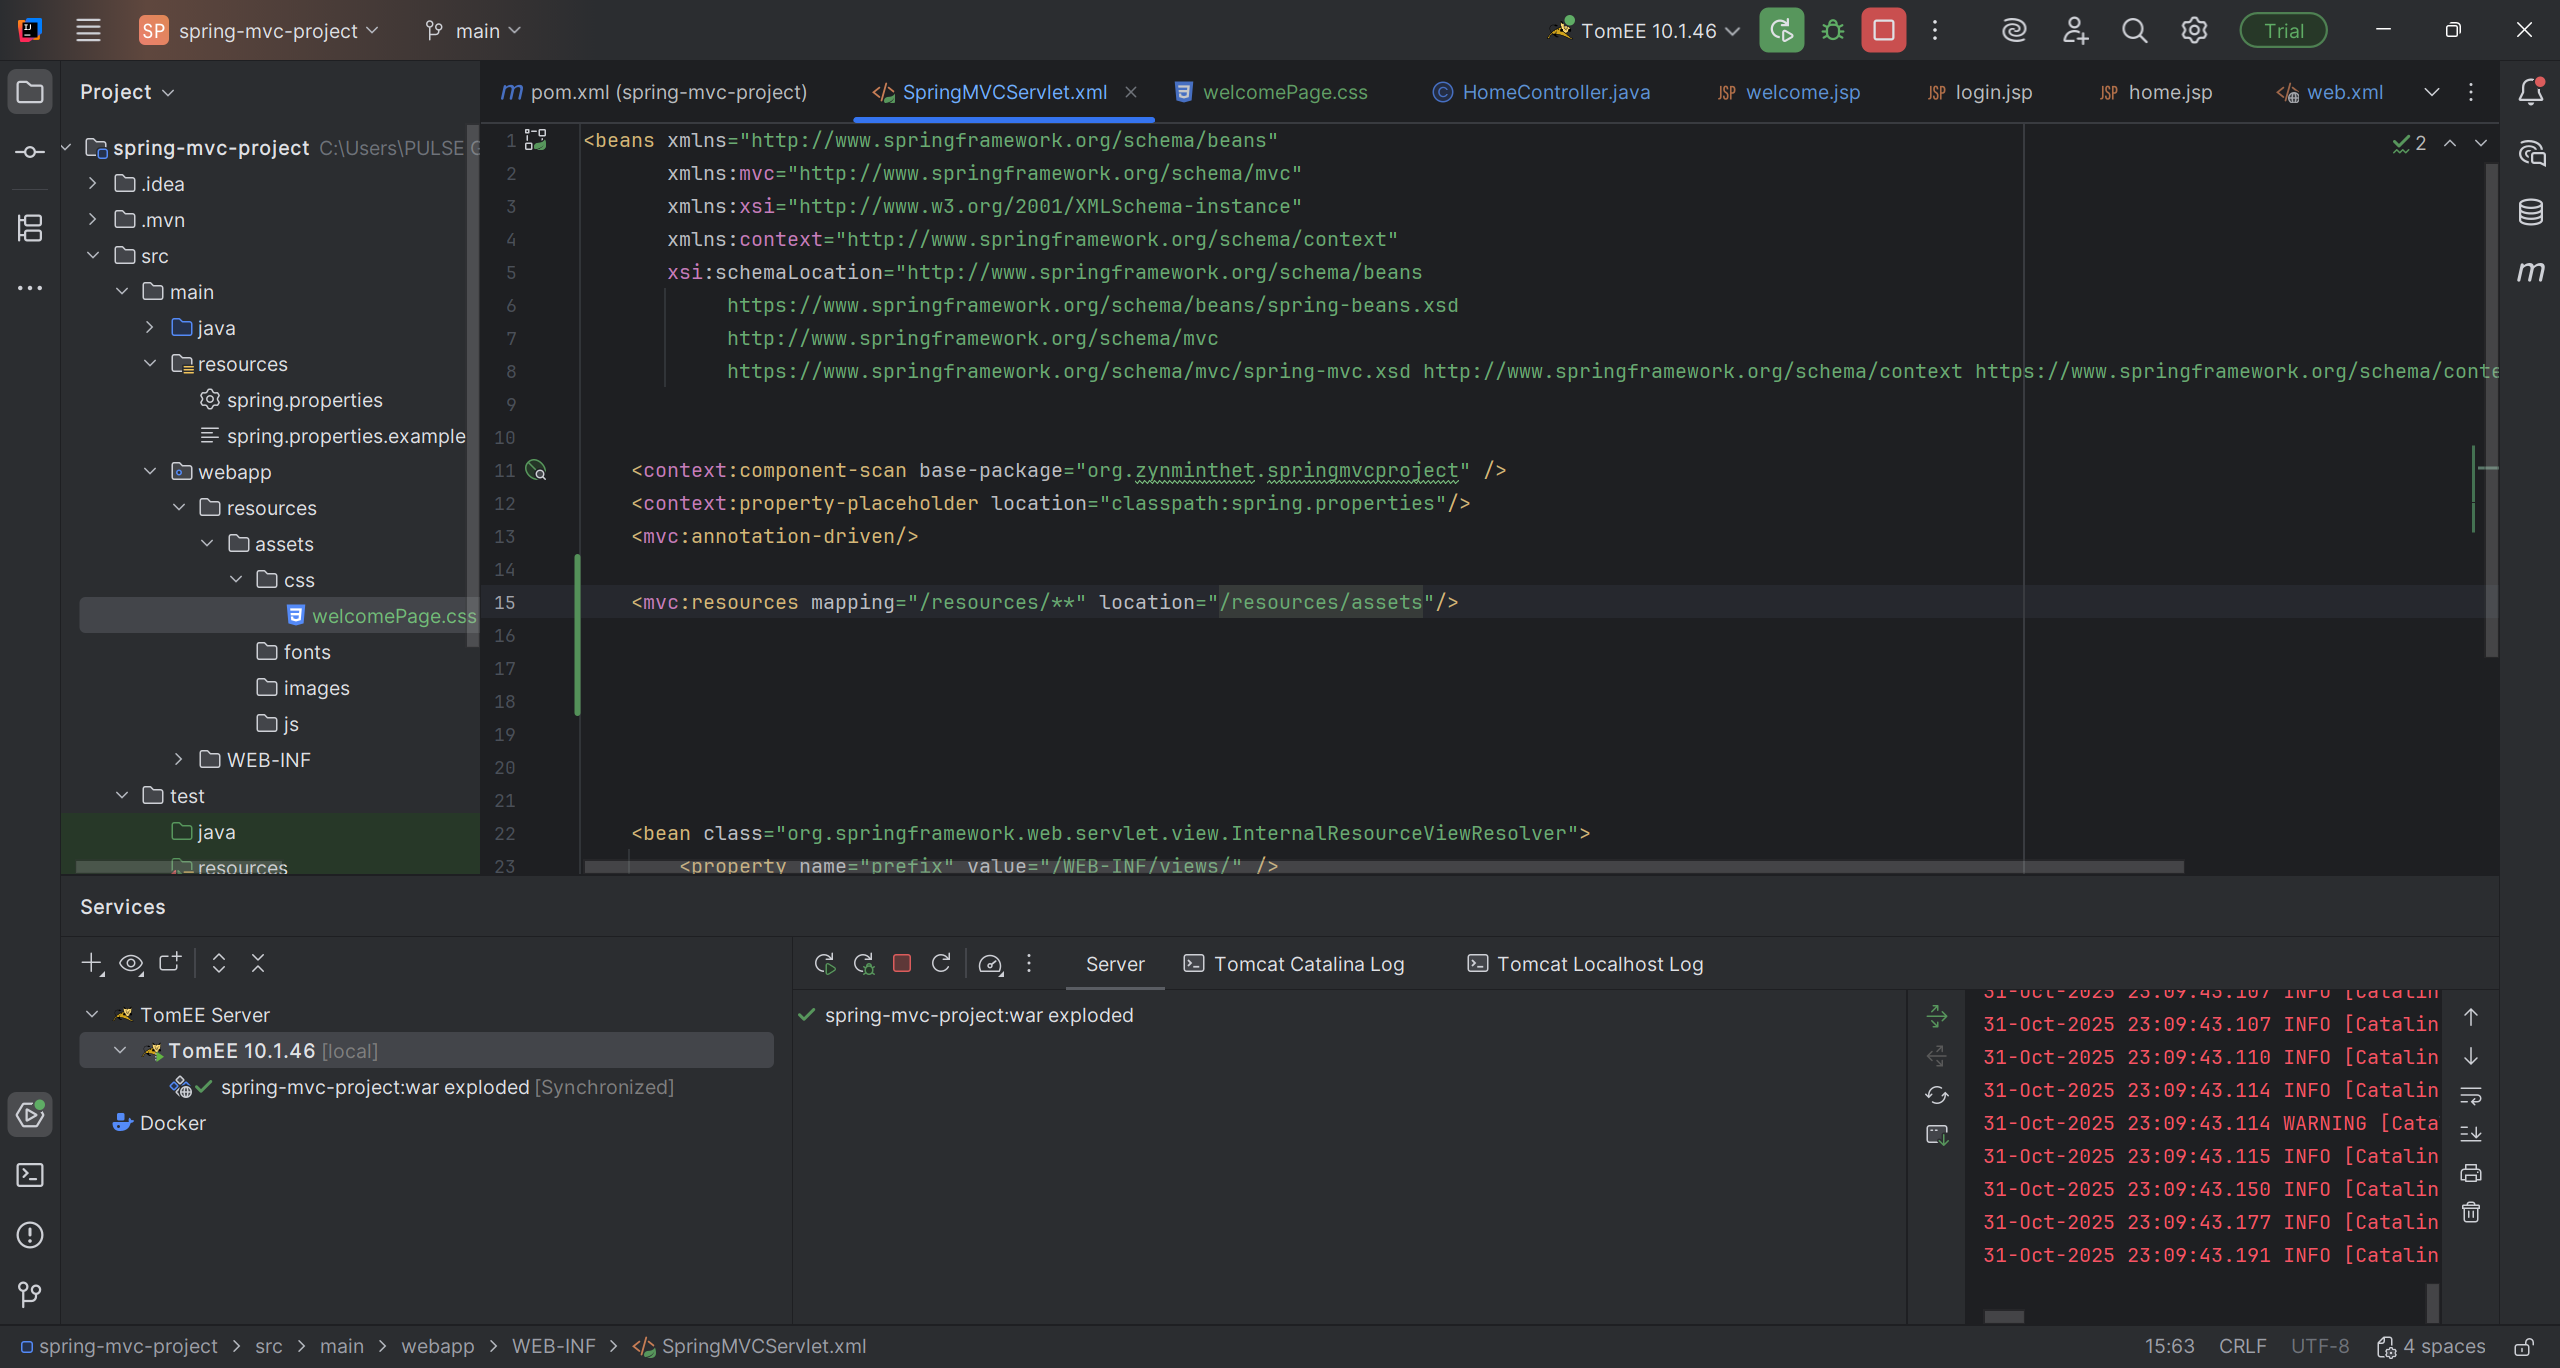 SP spring-mvc-project main TomEE 10.1.46 Trial
Project
pom.xml (spring-mvc-project) SpringMVCServlet.xml welcomePage.css HomeController.java welcome.jsp login.jsp home.jsp web.xml
spring-mvc-project C:\Users\PULSE
.idea
.mvn
src
main
java
resources
spring.properties
spring.properties.example
webapp
resources
assets
css
welcomePage.css
fonts
images
js
WEB-INF
test
java
resources
2
1 <beans xmlns="http://www.springframework.org/schema/beans"
2 xmlns:mvc="http://www.springframework.org/schema/mvc"
3 xmlns:xsi="http://www.w3.org/2001/XMLSchema-instance"
4 xmlns:context="http://www.springframework.org/schema/context"
5 xsi:schemaLocation="http://www.springframework.org/schema/beans
6 https://www.springframework.org/schema/beans/spring-beans.xsd
7 http://www.springframework.org/schema/mvc
8 https://www.springframework.org/schema/mvc/spring-mvc.xsd http://www.springframework.org/schema/context https://www.springframework.org/schema/conte
9
10
11 <context:component-scan base-package="org.zynminthet.springmvcproject" />
12 <context:property-placeholder location="classpath:spring.properties"/>
13 <mvc:annotation-driven/>
14
15 <mvc:resources mapping="/resources/**" location="/resources/assets"/>
16
17
18
19
20
21
22 <bean class="org.springframework.web.servlet.view.InternalResourceViewResolver">
23 <property name="prefix" value="/WEB-INF/views/" />
Services
Server Tomcat Catalina Log Tomcat Localhost Log
TomEE Server
TomEE 10.1.46 [local]
spring-mvc-project:war exploded [Synchronized]
Docker
spring-mvc-project:war exploded
31-Oct-2025 23:09:43.107 INFO [Catalin
31-Oct-2025 23:09:43.107 INFO [Catalin
31-Oct-2025 23:09:43.110 INFO [Catalin
31-Oct-2025 23:09:43.114 INFO [Catalin
31-Oct-2025 23:09:43.114 WARNING [Cata
31-Oct-2025 23:09:43.115 INFO [Catalin
31-Oct-2025 23:09:43.150 INFO [Catalin
31-Oct-2025 23:09:43.177 INFO [Catalin
31-Oct-2025 23:09:43.191 INFO [Catalin
spring-mvc-project > src > main > webapp > WEB-INF > SpringMVCServlet.xml 15:63 CRLF UTF-8 4 spaces